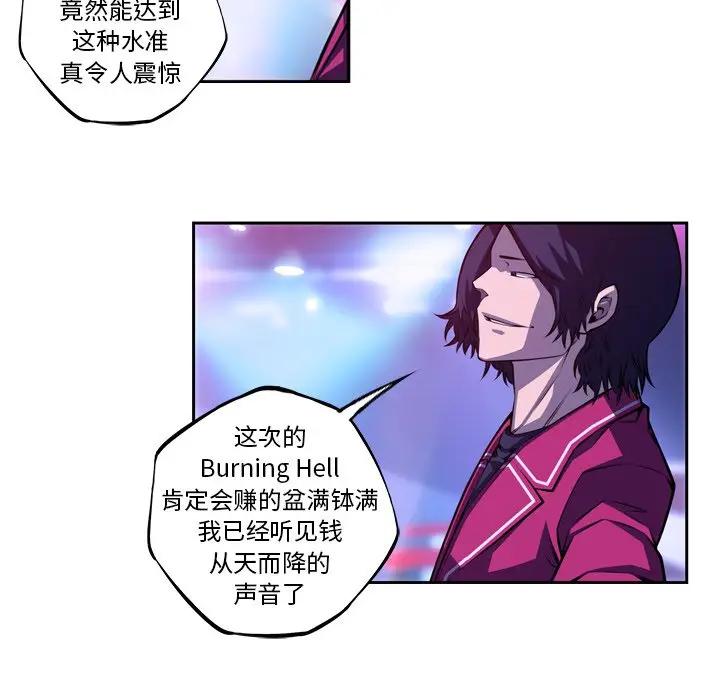 竟然能达到
这种水准
真令人震惊
这次的
Burning Hell
肯定会赚的盆满钵满
我已经听见钱
从天而降的
声音了